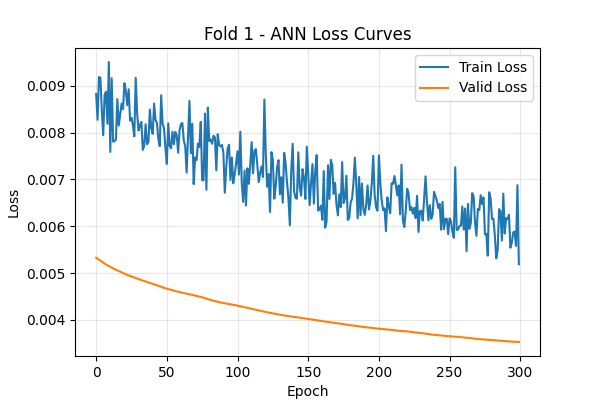 Fold 1 - ANN Loss Curves
Train Loss
Valid Loss
0.009
0.008
0.007
0.006
0.005
0.004
Loss
0 50 100 150 200 250 300
Epoch